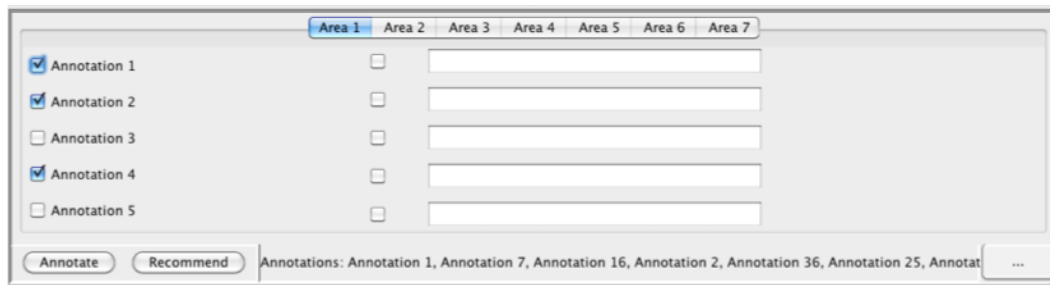 Area 1 Area 2 Area 3 Area 4 Area 5 Area 6 Area 7
Annotation 1
Annotation 2
Annotation 3
Annotation 4
Annotation 5
Annotate Recommend Annotations: Annotation 1, Annotation 7, Annotation 16, Annotation 2, Annotation 36, Annotation 25, Annotat ...